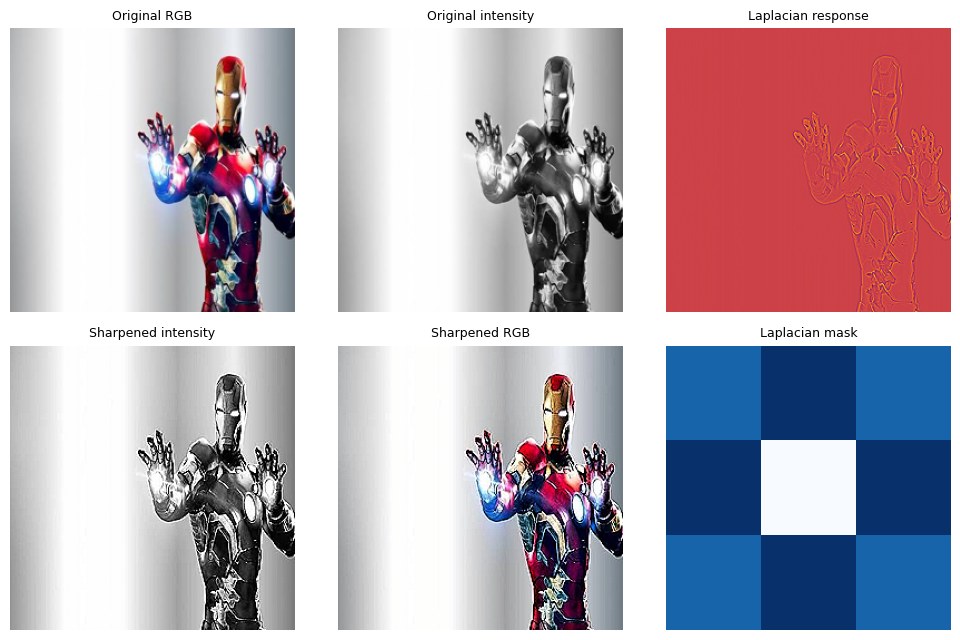 Original RGB
Original intensity
Laplacian response
Sharpened intensity
Sharpened RGB
Laplacian mask